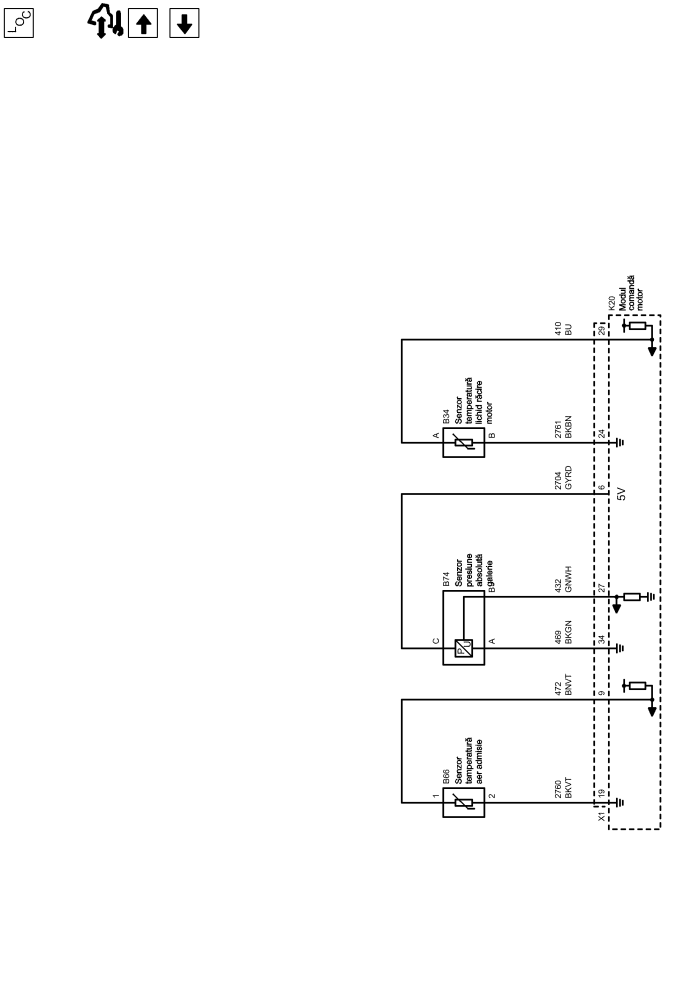 LOC
K20
Modul
comandă
motor
410
BU
29
B34
Senzor
temperatură
lichid răcire
motor
A
B
2761
BKBN
24
2704
GYRD
6
5V
B74
Senzor
presiune
absolută
galerie
B
432
GNWH
27
C
P
U
A
469
BKGN
34
472
BNVT
9
B66
Senzor
temperatură
aer admisie
1
2
2760
BKVT
19
X1